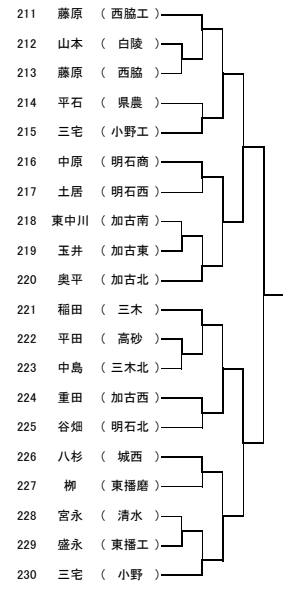 211 藤原 （ 西脇工 ）
212 山本 （ 白陵 ）
213 藤原 （ 西脇 ）
214 平石 （ 県農 ）
215 三宅 （ 小野工 ）
216 中原 （ 明石商 ）
217 土居 （ 明石西 ）
218 東中川 （ 加古南 ）
219 玉井 （ 加古東 ）
220 奥平 （ 加古北 ）
221 稲田 （ 三木 ）
222 平田 （ 高砂 ）
223 中島 （ 三木北 ）
224 重田 （ 加古西 ）
225 谷畑 （ 明石北 ）
226 八杉 （ 城西 ）
227 栁 （ 東播磨 ）
228 宮永 （ 清水 ）
229 盛永 （ 東播工 ）
230 三宅 （ 小野 ）